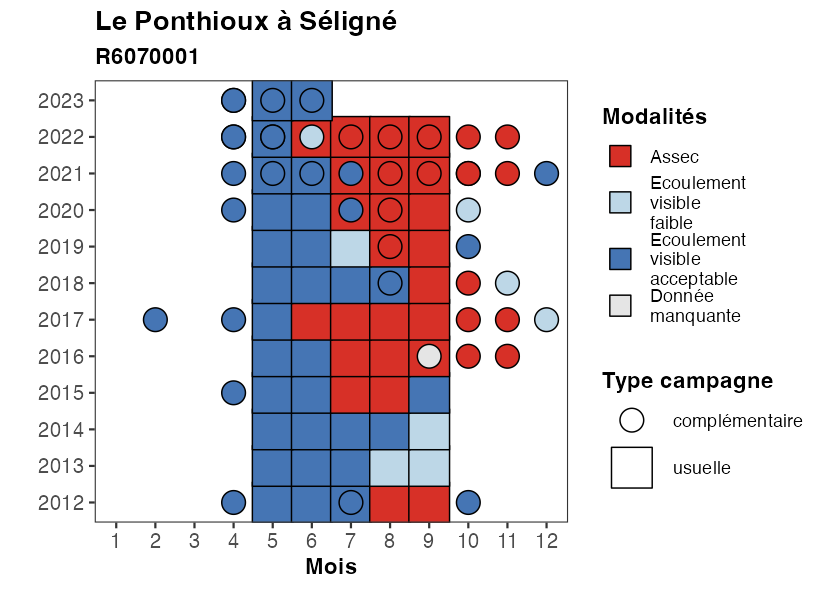 Le Ponthioux à Séligné
R6070001
2023
2022
2021
2020
2019
2018
2017
2016
2015
2014
2013
2012
1 2 3 4 5 6 7 8 9 10 11 12
Mois
Modalités
Assec
Ecoulement
visible
faible
Ecoulement
visible
acceptable
Donnée
manquante
Type campagne
complémentaire
usuelle